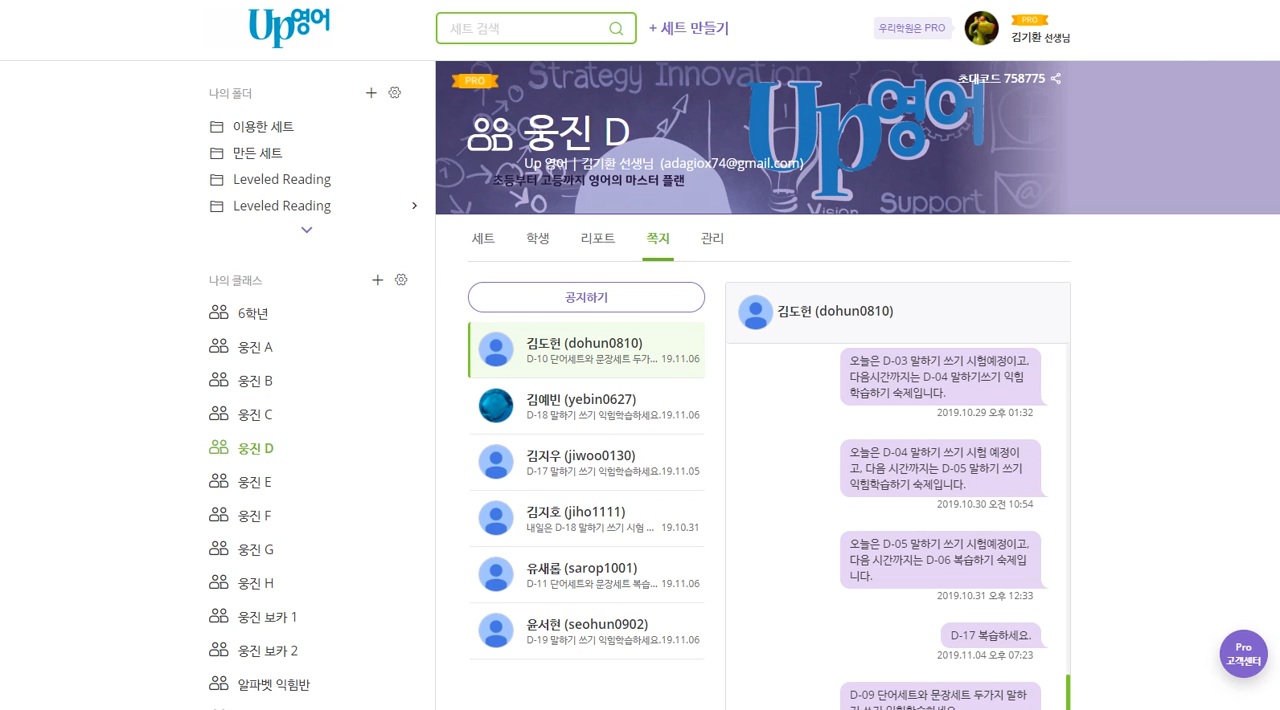 Up영어
세트 검색
+ 세트 만들기
우리학원은 PRO
PRO
김기환 선생님
나의 폴더
이용한 세트
만든 세트
Leveled Reading
Leveled Reading
나의 클래스
6학년
웅진 A
웅진 B
웅진 C
웅진 D
웅진 E
웅진 F
웅진 G
웅진 H
웅진 보카 1
웅진 보카 2
알파벳 익힘반
PRO
Strategy Innovation
초대코드 758775
Up영어
웅진 D
Up 영어 | 김기환 선생님 (adagiox74@gmail.com)
초등부터 고등까지 영어의 마스터 플랜
Vision
Support
세트
학생
리포트
쪽지
관리
공지하기
김도현 (dohun0810)
D-10 단어세트와 문장세트 두가... 19.11.06
김예빈 (yebin0627)
D-18 말하기 쓰기 익힘학습하세요. 19.11.06
김지우 (jiwoo0130)
D-17 말하기 쓰기 익힘학습하세요. 19.11.05
김지호 (jiho1111)
내일은 D-18 말하기 쓰기 시험 ... 19.10.31
유새롬 (sarop1001)
D-11 단어세트와 문장세트 복습... 19.11.06
윤서현 (seohun0902)
D-19 말하기 쓰기 익힘학습하세요. 19.11.06
김도현 (dohun0810)
오늘은 D-03 말하기 쓰기 시험예정이고,
다음시간까지는 D-04 말하기쓰기 익힘
학습하기 숙제입니다.
2019.10.29 오후 01:32
오늘은 D-04 말하기 쓰기 시험 예정이
고, 다음 시간까지는 D-05 말하기 쓰기
익힘학습하기 숙제입니다.
2019.10.30 오전 10:54
오늘은 D-05 말하기 쓰기 시험예정이고,
다음 시간까지는 D-06 복습하기 숙제입
니다.
2019.10.31 오후 12:33
D-17 복습하세요.
2019.11.04 오후 07:23
D-09 단어세트와 문장세트 두가지 말하
기 쓰기 익힘학습하세요.
Pro
고객센터